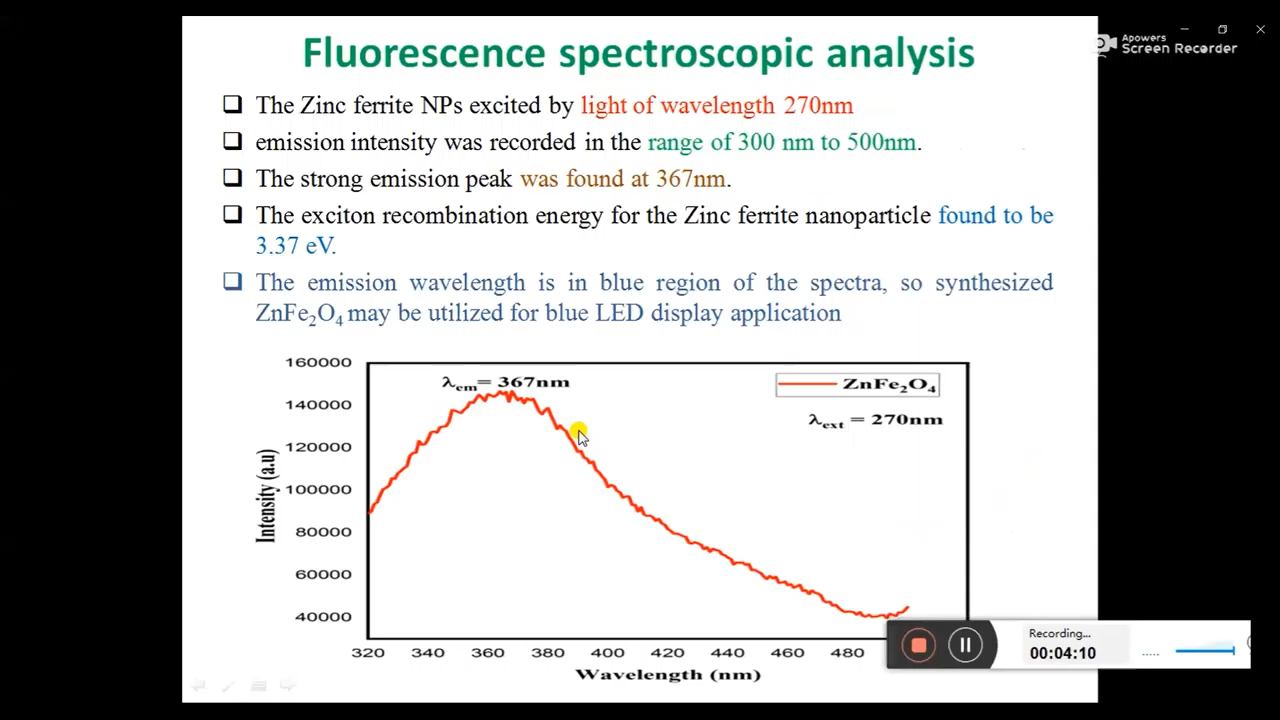 Fluorescence spectroscopic analysis
Apowers
Screen Recorder
The Zinc ferrite NPs excited by light of wavelength 270nm
emission intensity was recorded in the range of 300 nm to 500nm.
The strong emission peak was found at 367nm.
The exciton recombination energy for the Zinc ferrite nanoparticle found to be
3.37 eV.
The emission wavelength is in blue region of the spectra, so synthesized
ZnFe₂O₄ may be utilized for blue LED display application
160000
140000
120000
100000
80000
60000
40000
Intensity (a.u)
λem= 367nm
ZnFe₂O₄
λext = 270nm
320 340 360 380 400 420 440 460 480
Wavelength (nm)
Recording...
00:04:10